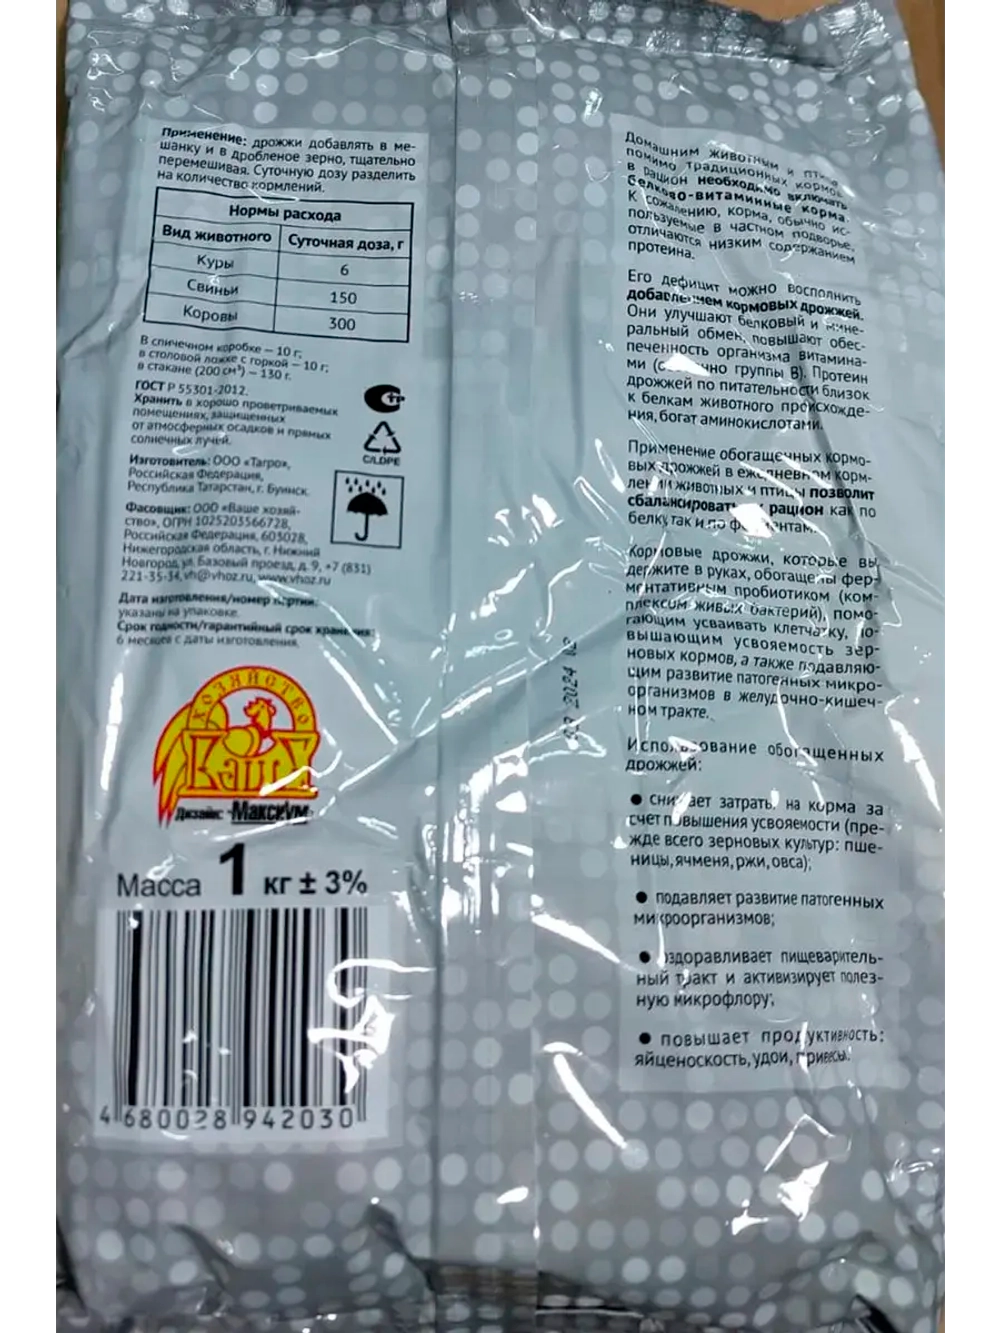 Применение: дрожжи добавлять в ме-
шанку и в дробленое зерно, тщательно
перемешивая. Суточную дозу разделить
на количество кормлений.
Нормы расхода
Вид животного Суточная доза, г
Куры 6
Свиньи 150
Коровы 300
В спичечном коробке – 10 г;
в столовой ложке с горкой – 10 г;
в стакане (200 см³) – 130 г.
ГОСТ Р 55301-2012.
Хранить в хорошо проветриваемых
помещениях, защищенных
от атмосферных осадков и прямых
солнечных лучей.
C/LDPE
Изготовитель: ООО «Тагро»,
Российская Федерация,
Республика Татарстан, г. Буинск.
Фасовщик: ООО «Ваше хозяй-
ство», ОГРН 1025203566728,
Российская Федерация, 603028,
Нижегородская область, г. Нижний
Новгород, ул. Базовый проезд, д. 9, +7 (831)
221-35-34, vh@vhoz.ru, www.vhoz.ru
Дата изготовления/номер партии:
указаны на упаковке.
Срок годности/гарантийный срок хранения:
6 месяцев с даты изготовления.
ХОЗЯЙСТВО
ВАШЕ
Дизайн: МаксиУм
Масса 1 кг ± 3%
4 680028 942030
2024
Домашним животным и птице
помимо традиционных кормов
в рацион необходимо включать
белково-витаминные корма.
К сожалению, корма, обычно ис-
пользуемые в частном подворье,
отличаются низким содержанием
протеина.
Его дефицит можно восполнить
добавлением кормовых дрожжей.
Они улучшают белковый и мине-
ральный обмен, повышают обес-
печенность организма витамина-
ми (особенно группы В). Протеин
дрожжей по питательности близок
к белкам животного происхожде-
ния, богат аминокислотами.
Применение обогащенных кормо-
вых дрожжей в ежедневном корм-
лении животных и птицы позволит
сбалансировать их рацион как по
белку, так и по ферментам.
Кормовые дрожжи, которые вы
держите в руках, обогащены фер-
ментативным пробиотиком (ком-
плексом живых бактерий), помо-
гающим усваивать клетчатку, по-
вышающим усвояемость зер-
новых кормов, а также подавляю-
щим развитие патогенных микро-
организмов в желудочно-кишеч-
ном тракте.
Использование обогащенных
дрожжей:
● снижает затраты на корма за
счет повышения усвояемости (пре-
жде всего зерновых культур: пше-
ницы, ячменя, ржи, овса);
● подавляет развитие патогенных
микроорганизмов;
● оздоравливает пищеваритель-
ный тракт и активизирует полез-
ную микрофлору;
● повышает продуктивность:
яйценоскость, удои, привесы.